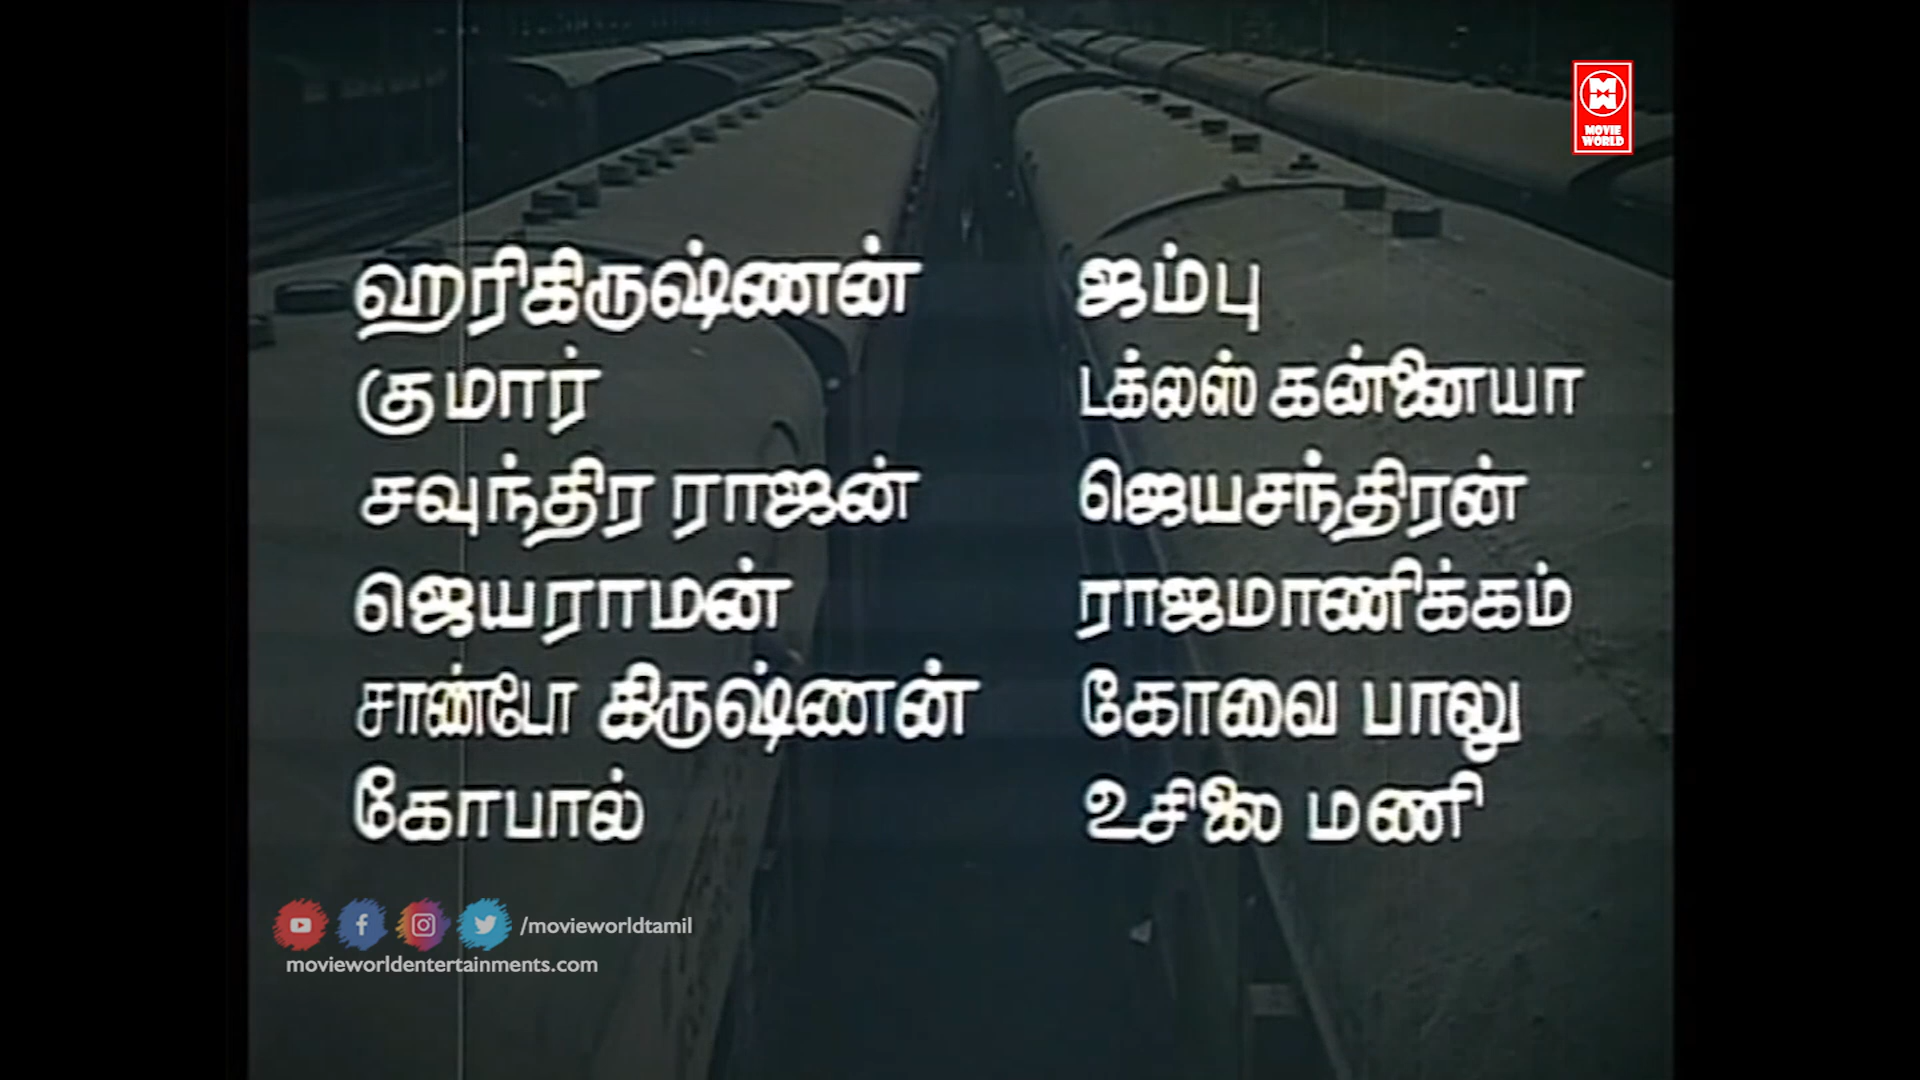 MOVIE
WORLD
ஹரிகிருஷ்ணன்
குமார்
சவுந்திர ராஜன்
ஜெயராமன்
சாண்டோ கிருஷ்ணன்
கோபால்
ஜம்பு
டக்லஸ் கன்னையா
ஜெயசந்திரன்
ராஜமாணிக்கம்
கோவை பாலு
உசிலை மணி
/movieworldtamil
movieworldentertainments.com